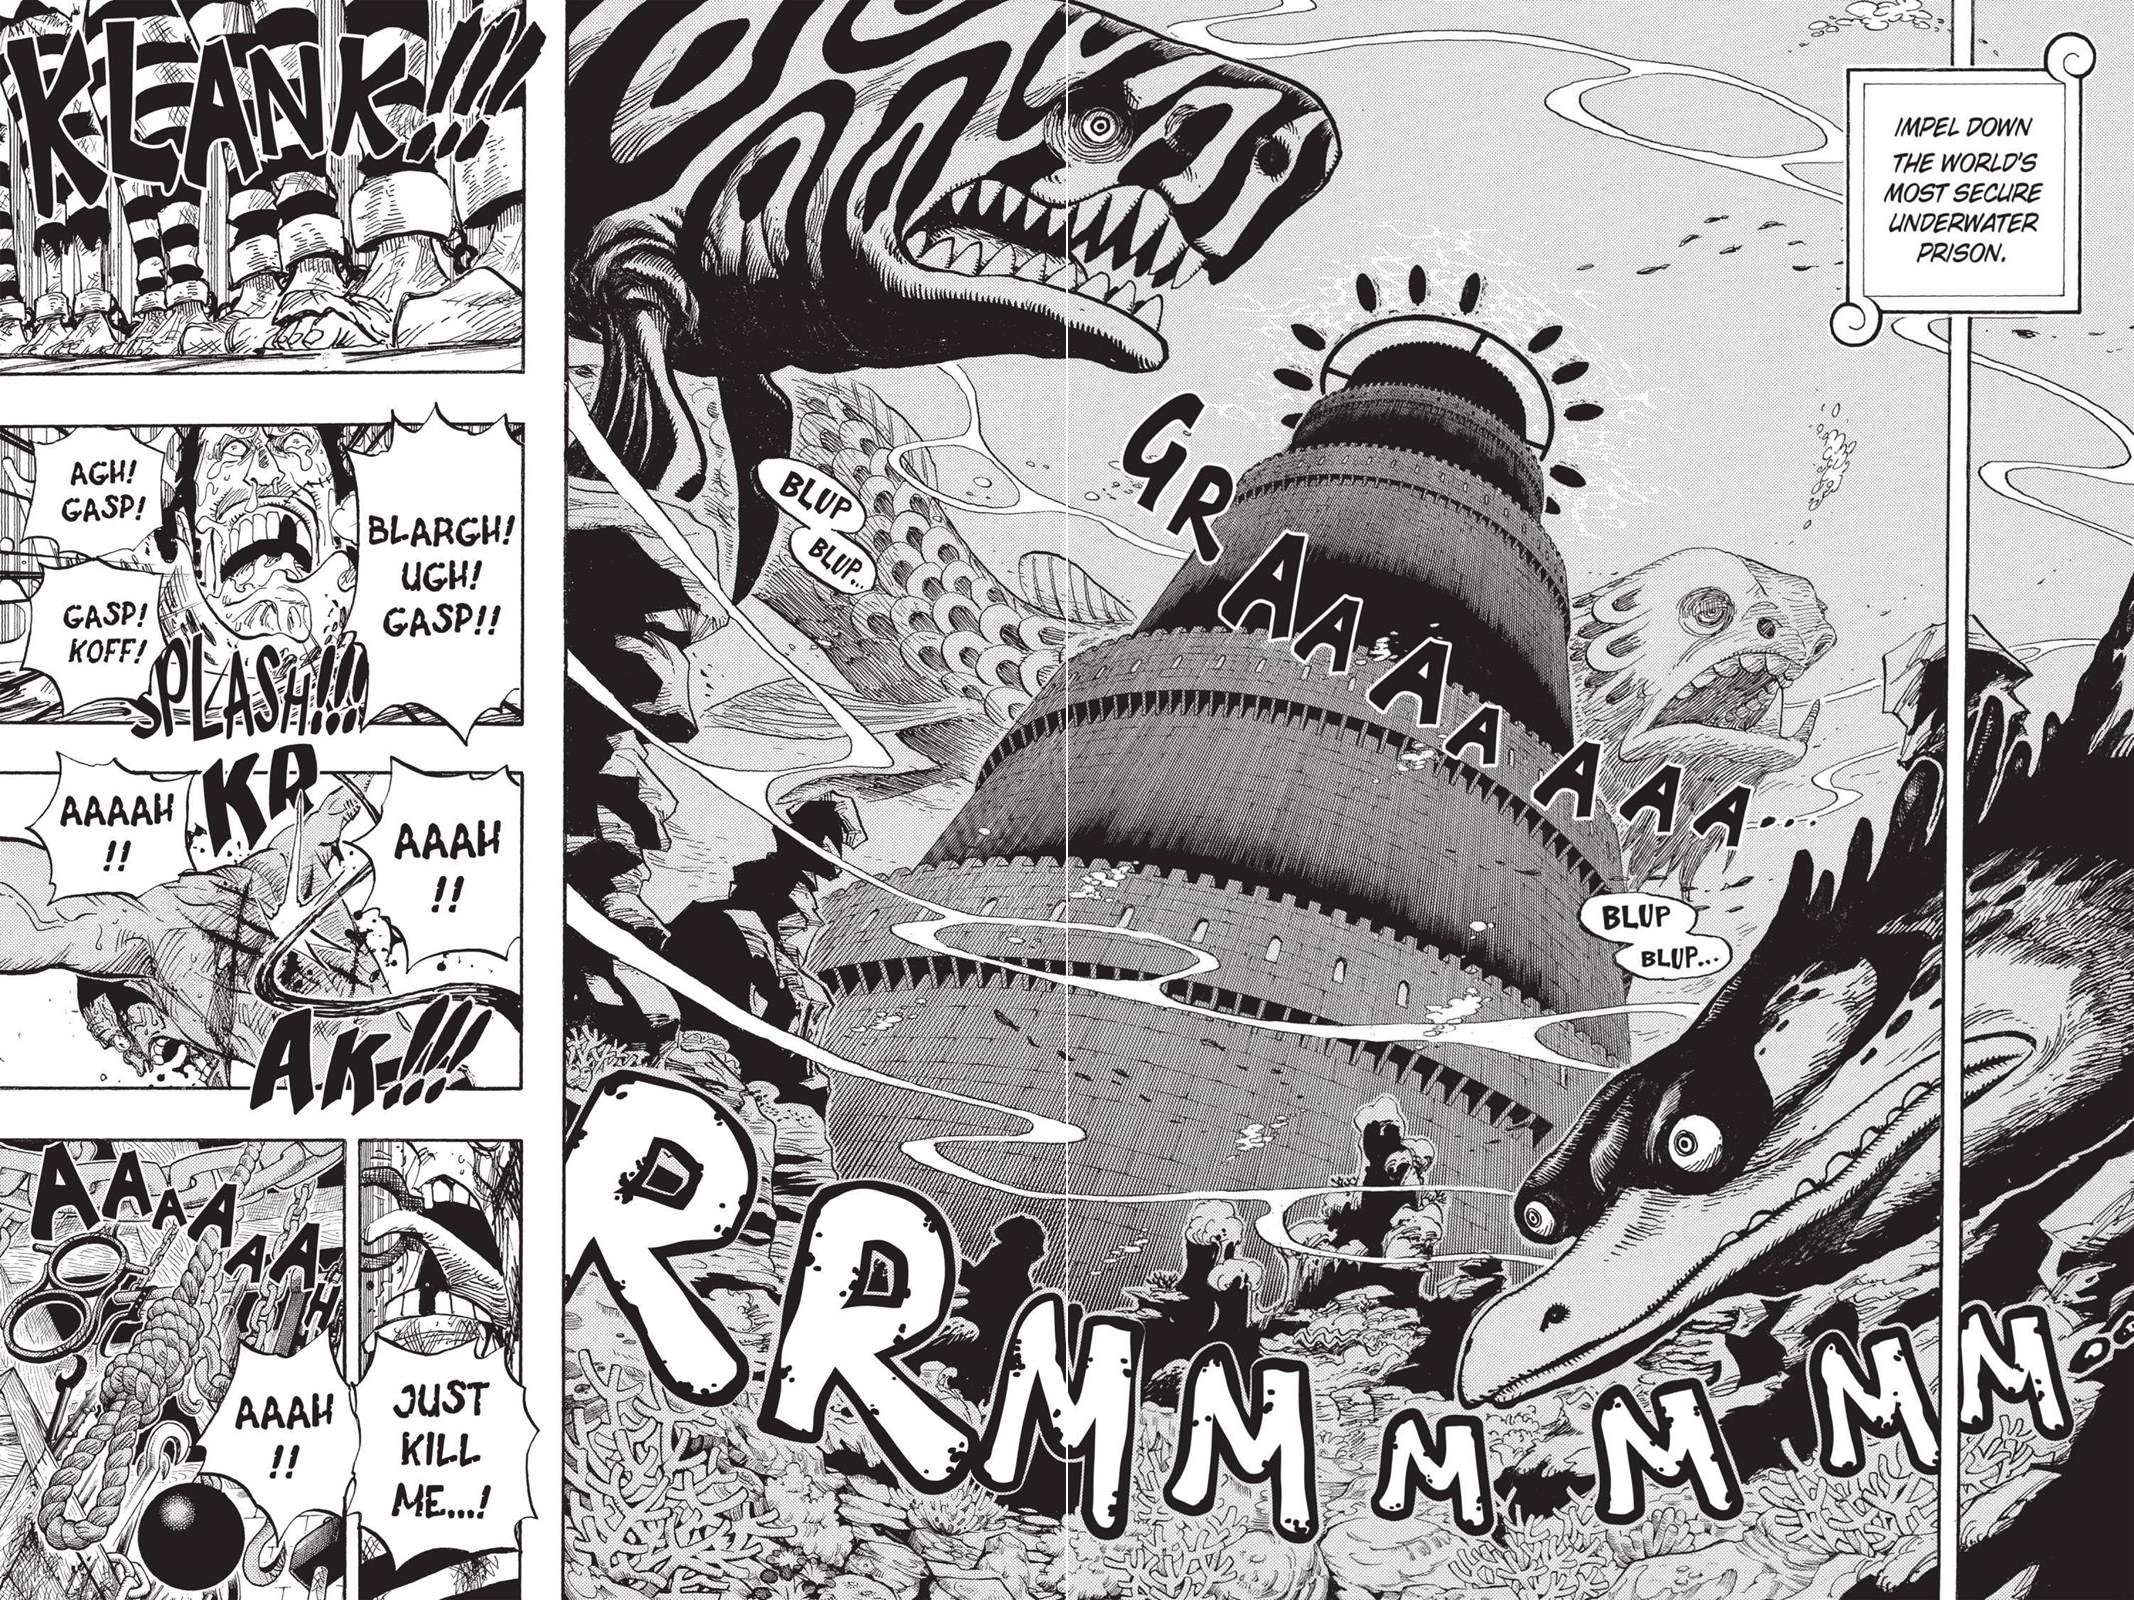 IMPEL DOWN
THE WORLD'S
MOST SECURE
UNDERWATER
PRISON.
GRAAAAAAAA...
BLUP
BLUP...
BLUP
BLUP...
RRMMMMMM...
KLANK!!!
BLARGH!
UGH!
GASP!!
AGH!
GASP!
GASP!
KOFF!
SPLASH!!!
AAAH
!!
AAAAH
!!
KR
AK!!!
JUST
KILL
ME...!
AAAAAAH
AAAH
!!